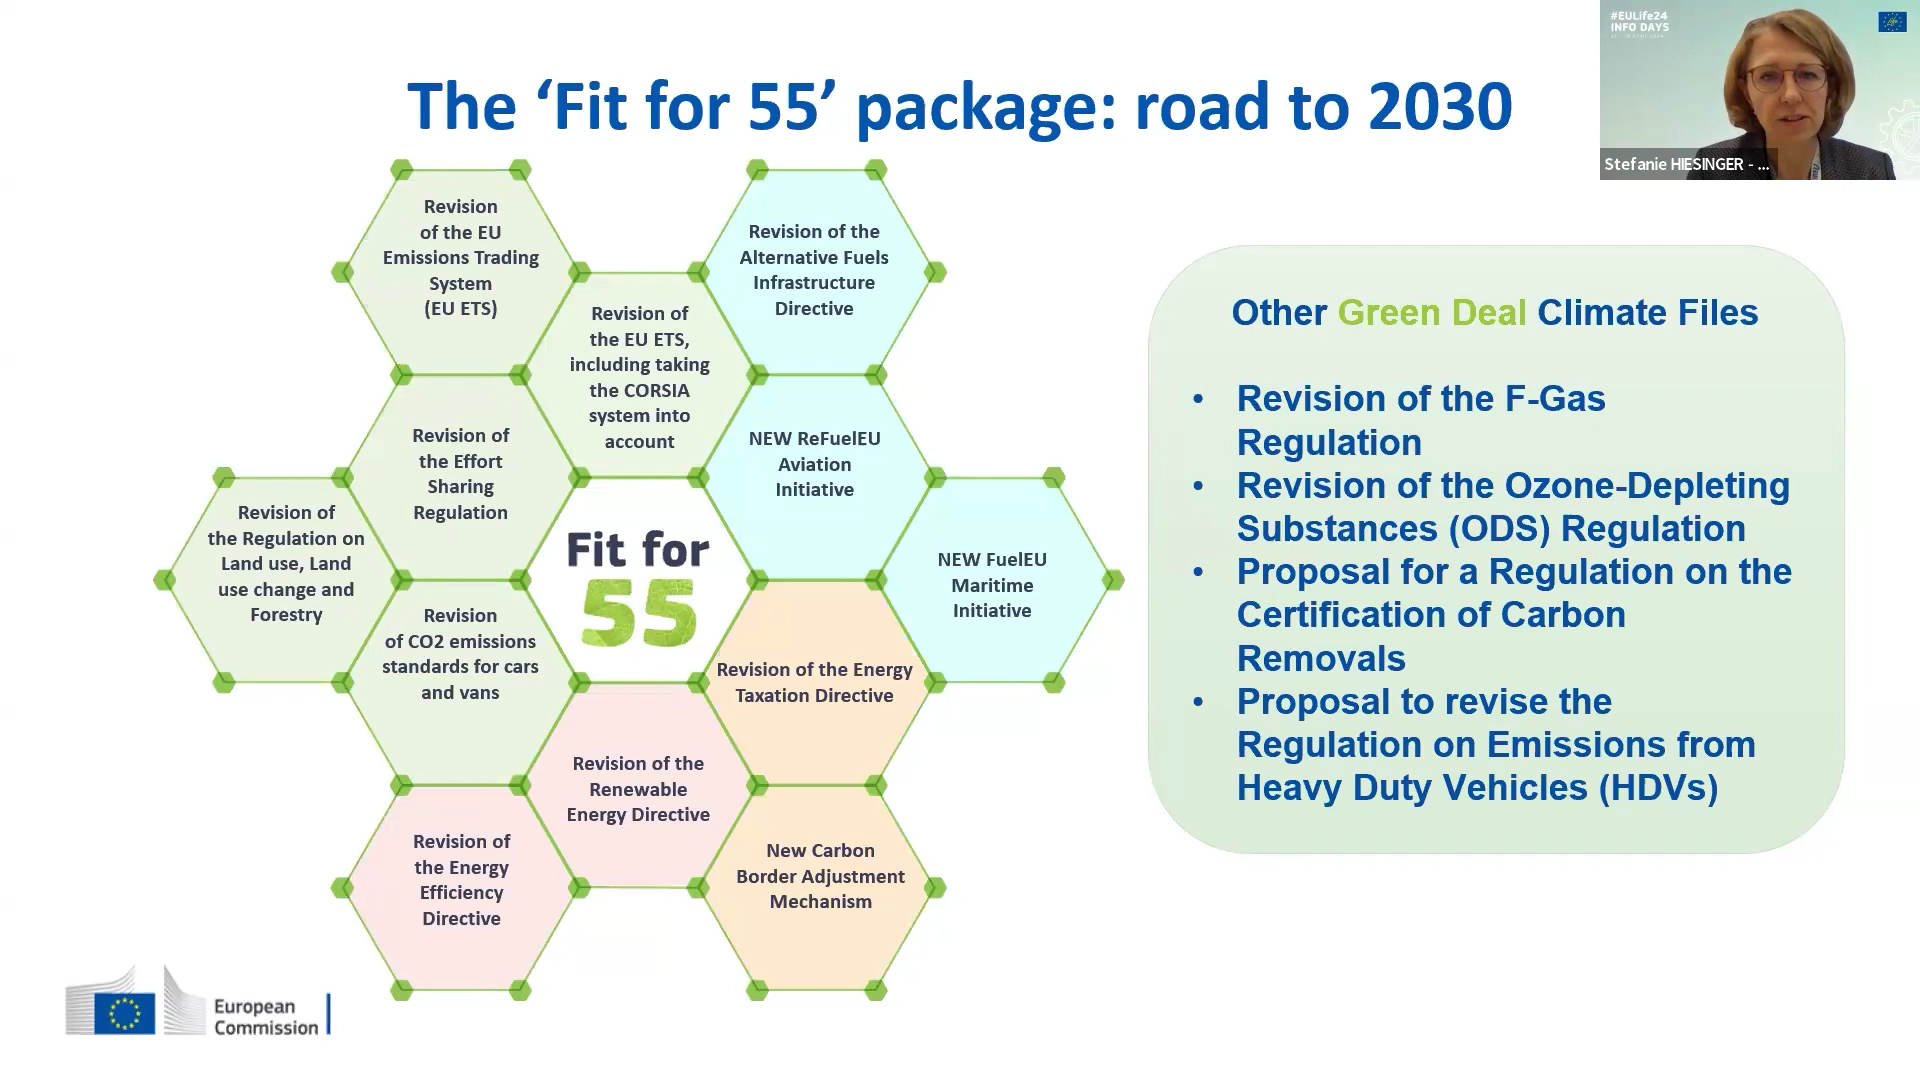 #EULife24
INFO DAYS
Stefanie HIESINGER - ...
The ‘Fit for 55’ package: road to 2030
Revision
of the EU
Emissions Trading
System
(EU ETS)
Revision of
the EU ETS,
including taking
the CORSIA
system into
account
Revision of the
Alternative Fuels
Infrastructure
Directive
Revision of
the Effort
Sharing
Regulation
NEW ReFuelEU
Aviation
Initiative
Revision of
the Regulation on
Land use, Land
use change and
Forestry
Fit for
55
NEW FuelEU
Maritime
Initiative
Revision
of CO2 emissions
standards for cars
and vans
Revision of the Energy
Taxation Directive
Revision of the
Renewable
Energy Directive
Revision of
the Energy
Efficiency
Directive
New Carbon
Border Adjustment
Mechanism
Other Green Deal Climate Files
• Revision of the F-Gas
Regulation
• Revision of the Ozone-Depleting
Substances (ODS) Regulation
• Proposal for a Regulation on the
Certification of Carbon
Removals
• Proposal to revise the
Regulation on Emissions from
Heavy Duty Vehicles (HDVs)
European
Commission